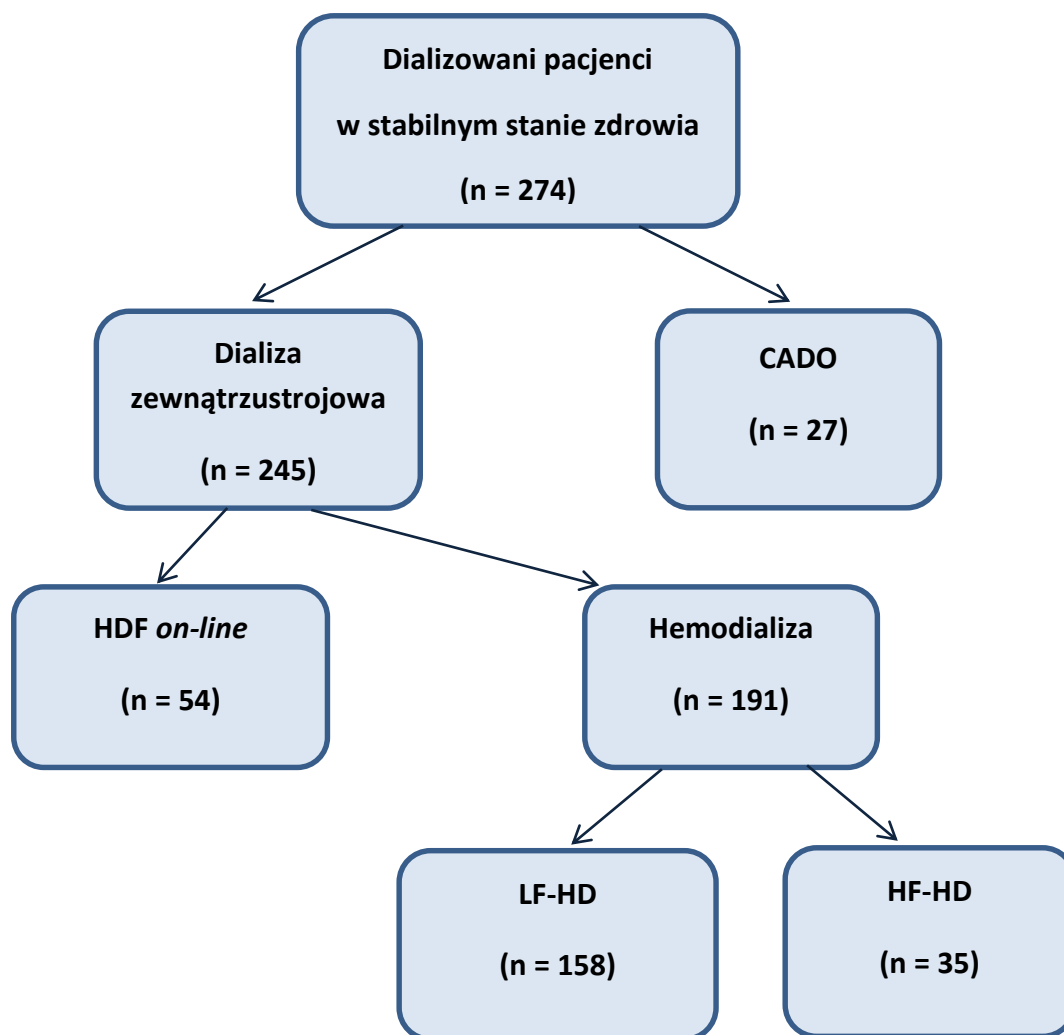 Dializowani pacjenci
w stabilnym stanie zdrowia
(n = 274)
Dializa
zewnątrzustrojowa
(n = 245)
CADO
(n = 27)
HDF on-line
(n = 54)
Hemodializa
(n = 191)
LF-HD
(n = 158)
HF-HD
(n = 35)